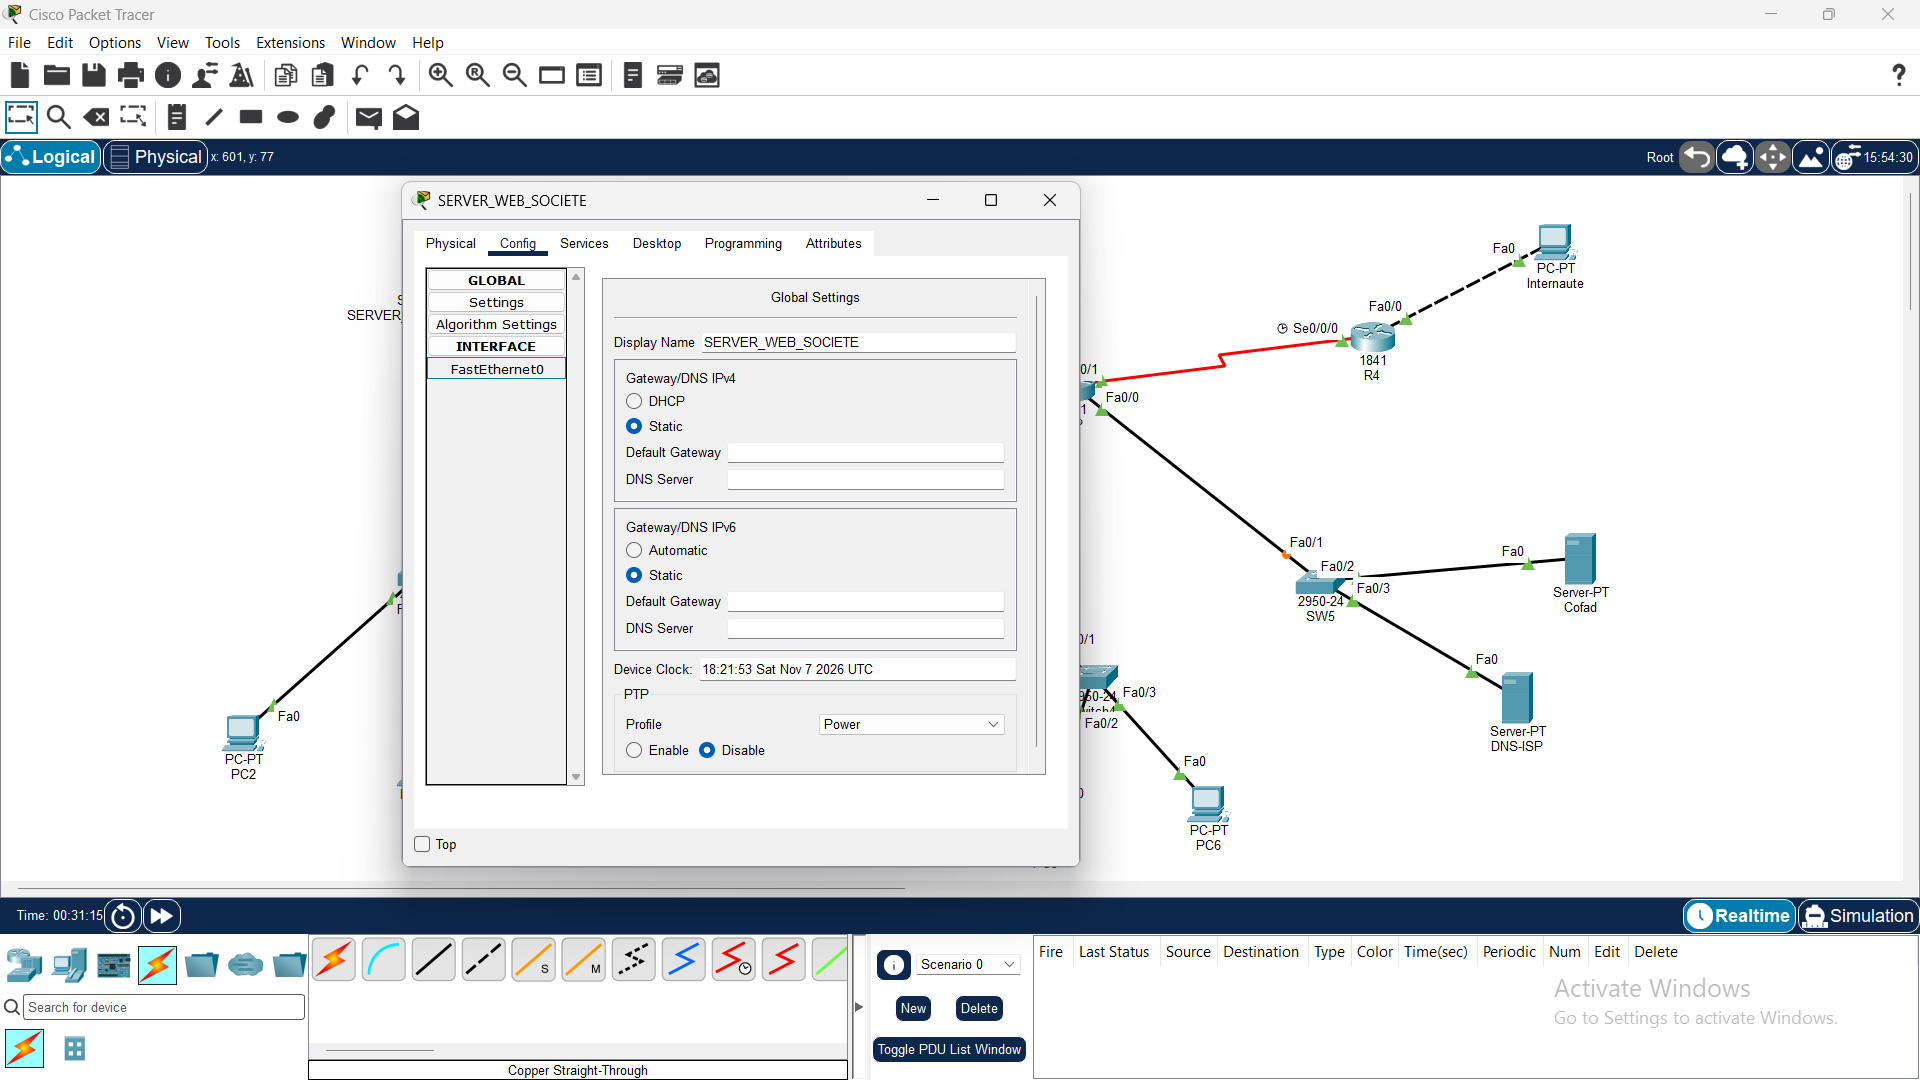 Cisco Packet Tracer
File Edit Options View Tools Extensions Window Help
Logical Physical x: 601, y: 77 Root 15:54:30
SERVER_WEB_SOCIETE
Physical Config Services Desktop Programming Attributes
GLOBAL
Settings
Algorithm Settings
INTERFACE
FastEthernet0
Global Settings
Display Name SERVER_WEB_SOCIETE
Gateway/DNS IPv4
DHCP
Static
Default Gateway
DNS Server
Gateway/DNS IPv6
Automatic
Static
Default Gateway
DNS Server
Device Clock: 18:21:53 Sat Nov 7 2026 UTC
PTP
Profile Power
Enable Disable
Top
SERVER
Fa0
PC-PT
PC2
Fa0
PC-PT
Internaute
Fa0/0
Se0/0/0
1841
R4
0/1
Fa0/0
Fa0/1
Fa0/2
Fa0/3
2950-24
SW5
Fa0
Server-PT
Cofad
Fa0
Server-PT
DNS-ISP
Fa0/3
Fa0/2
Fa0
PC-PT
PC6
Time: 00:31:15 Realtime Simulation
Search for device
Copper Straight-Through
S
M
Scenario 0
New Delete
Toggle PDU List Window
Fire Last Status Source Destination Type Color Time(sec) Periodic Num Edit Delete
Activate Windows
Go to Settings to activate Windows.